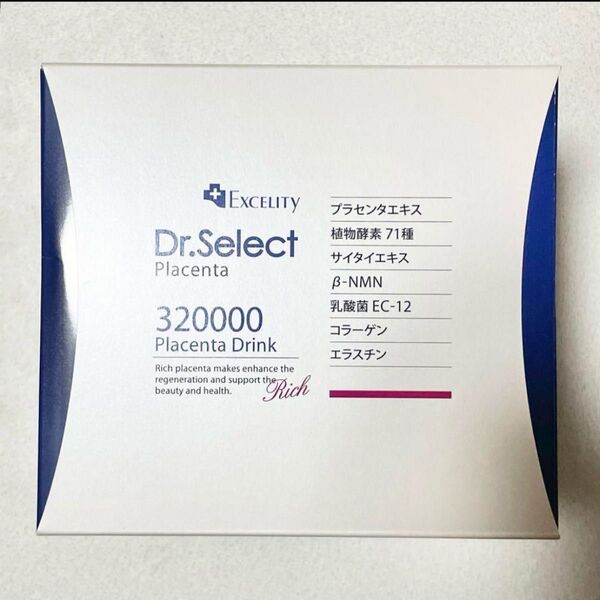 EXCELITY
Dr.Select
Placenta
320000
Placenta Drink
Rich placenta makes enhance the
regeneration and support the
beauty and health.
Rich
プラセンタエキス
植物酵素 71種
サイタイエキス
β-NMN
乳酸菌 EC-12
コラーゲン
エラスチン